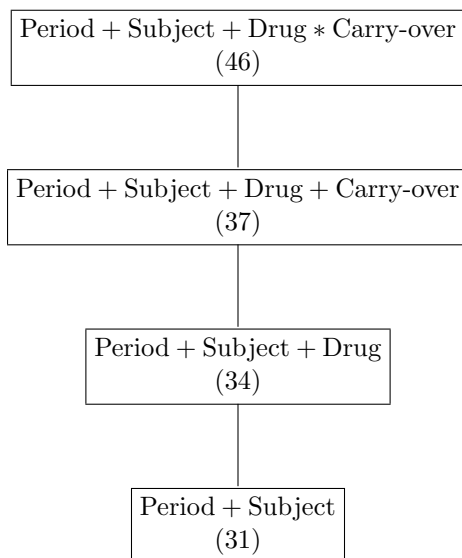 Period + Subject + Drug ∗ Carry-over
(46)
Period + Subject + Drug + Carry-over
(37)
Period + Subject + Drug
(34)
Period + Subject
(31)